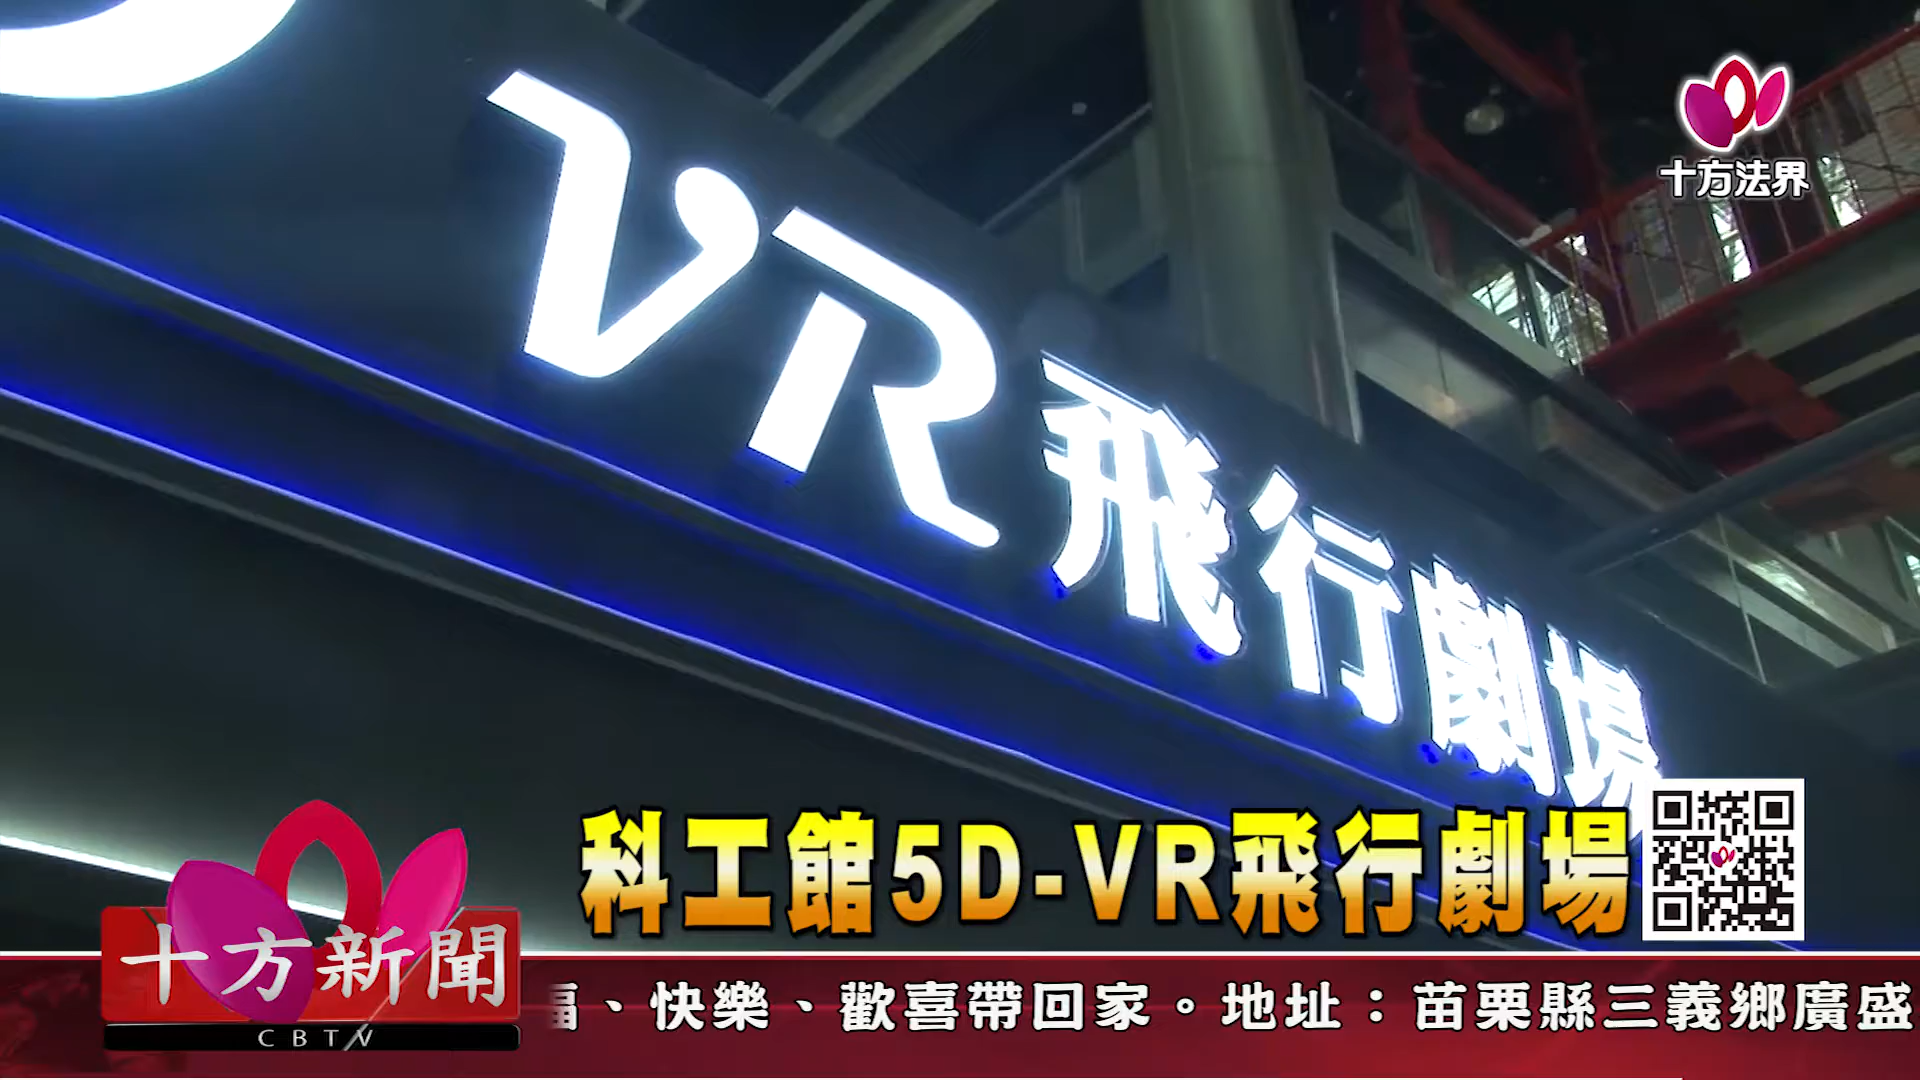 十方法界
VR飛行劇場
科工館5D-VR飛行劇場
十方新聞
CBTV
、快樂、歡喜帶回家。地址：苗栗縣三義鄉廣盛